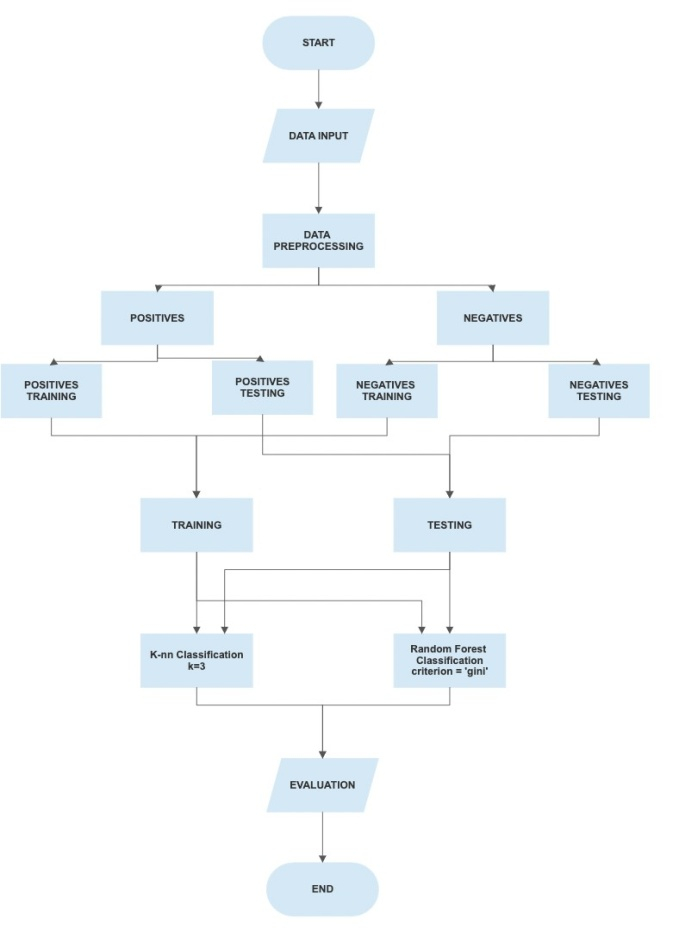 START
DATA INPUT
DATA
PREPROCESSING
POSITIVES
NEGATIVES
POSITIVES
TRAINING
POSITIVES
TESTING
NEGATIVES
TRAINING
NEGATIVES
TESTING
TRAINING
TESTING
K-nn Classification
k=3
Random Forest
Classification
criterion = 'gini'
EVALUATION
END